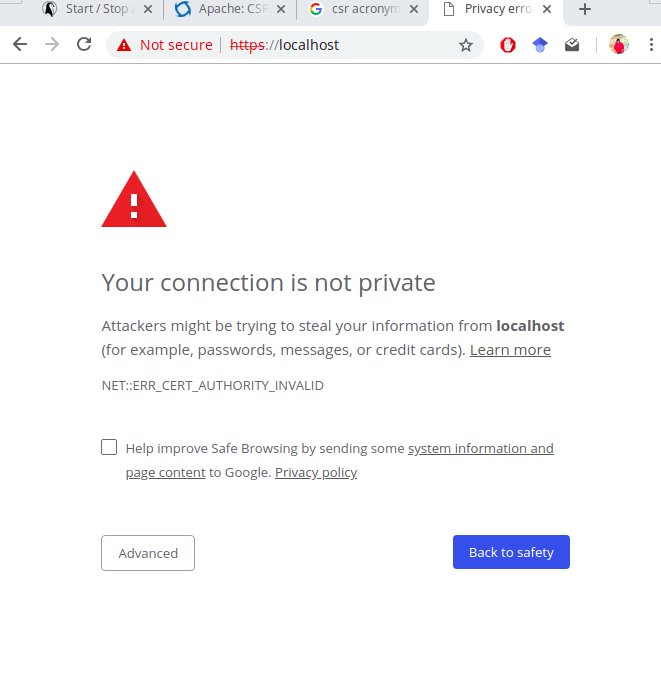 Start / Stop
Apache: CSR
csr acronym
Privacy erro
Not secure
https://localhost
Your connection is not private
Attackers might be trying to steal your information from localhost
(for example, passwords, messages, or credit cards). Learn more
NET::ERR_CERT_AUTHORITY_INVALID
Help improve Safe Browsing by sending some system information and
page content to Google. Privacy policy
Advanced
Back to safety